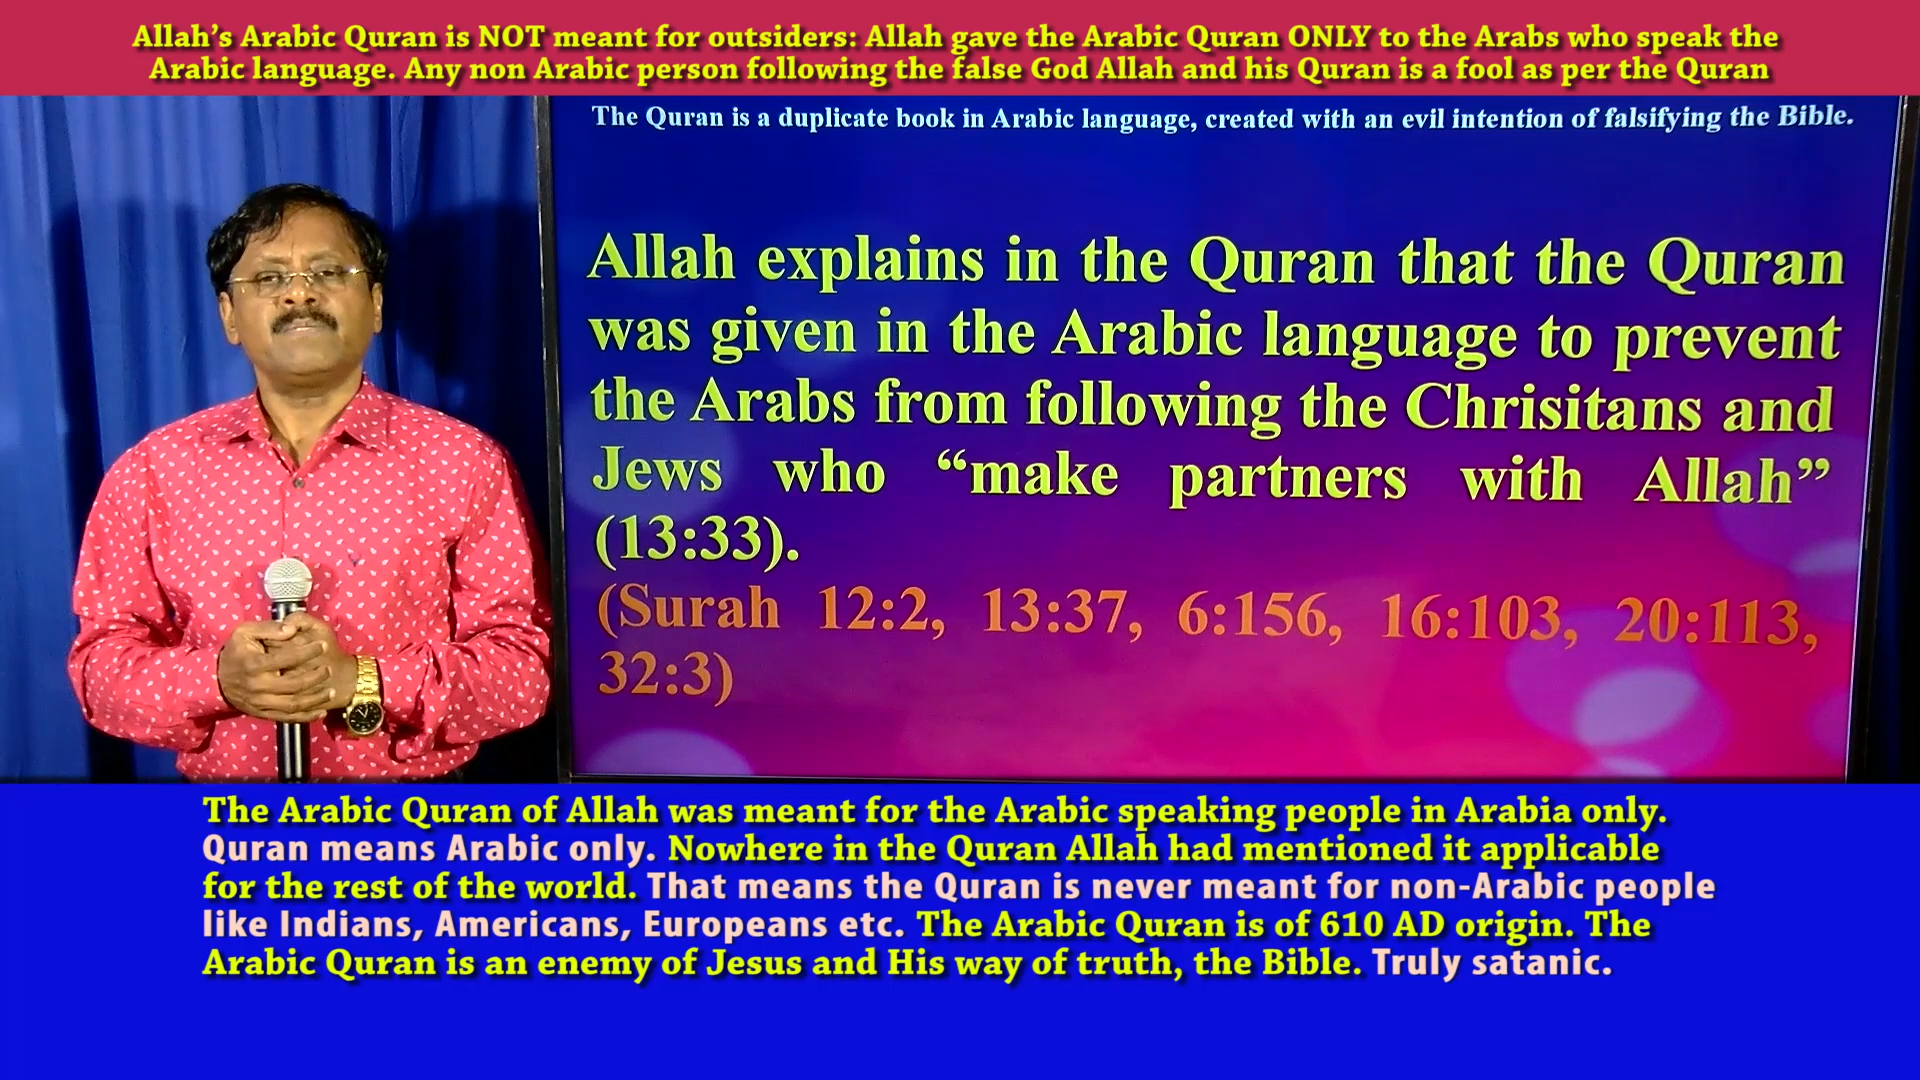 Allah’s Arabic Quran is NOT meant for outsiders: Allah gave the Arabic Quran ONLY to the Arabs who speak the
Arabic language. Any non Arabic person following the false God Allah and his Quran is a fool as per the Quran
The Quran is a duplicate book in Arabic language, created with an evil intention of falsifying the Bible.
Allah explains in the Quran that the Quran
was given in the Arabic language to prevent
the Arabs from following the Chrisitans and
Jews who “make partners with Allah”
(13:33).
(Surah 12:2, 13:37, 6:156, 16:103, 20:113,
32:3)
The Arabic Quran of Allah was meant for the Arabic speaking people in Arabia only.
Quran means Arabic only. Nowhere in the Quran Allah had mentioned it applicable
for the rest of the world. That means the Quran is never meant for non-Arabic people
like Indians, Americans, Europeans etc. The Arabic Quran is of 610 AD origin. The
Arabic Quran is an enemy of Jesus and His way of truth, the Bible. Truly satanic.